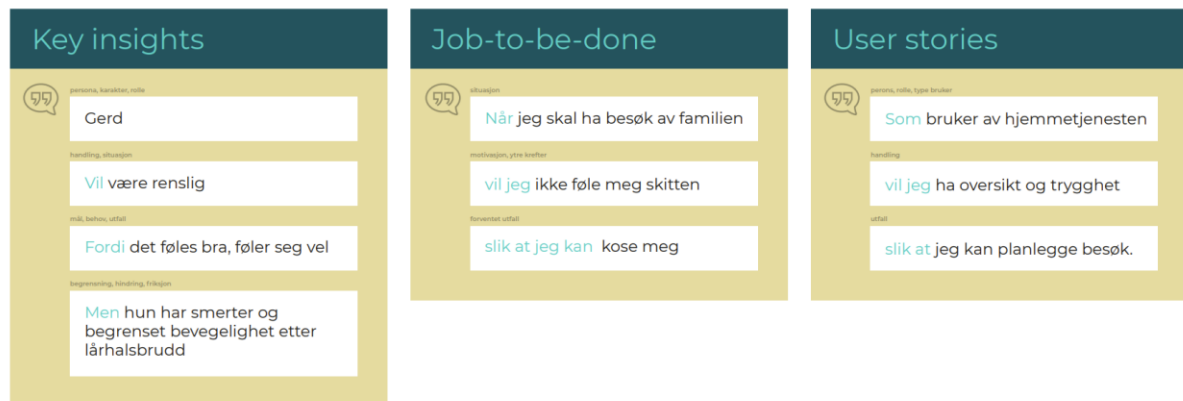 Key insights
persona, karakter, rolle
Gerd
handling, situasjon
Vil være renslig
mål, behov, utfall
Fordi det føles bra, føler seg vel
begrensning, hindring, friksjon
Men hun har smerter og
begrenset bevegelighet etter
lårhalsbrudd
Job-to-be-done
situasjon
Når jeg skal ha besøk av familien
motivasjon, ytre krefter
vil jeg ikke føle meg skitten
forventet utfall
slik at jeg kan kose meg
User stories
perons, rolle, type bruker
Som bruker av hjemmetjenesten
handling
vil jeg ha oversikt og trygghet
utfall
slik at jeg kan planlegge besøk.